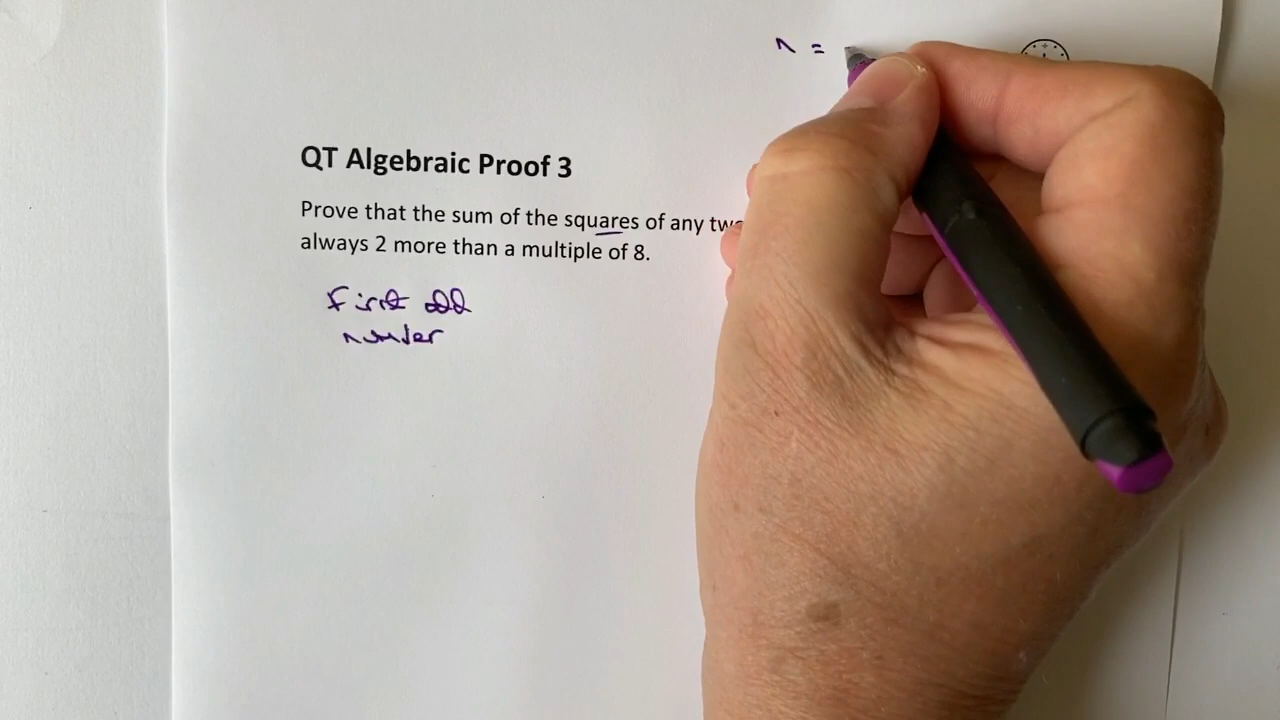 n =
QT Algebraic Proof 3
Prove that the sum of the squares of any two
always 2 more than a multiple of 8.
First odd
number